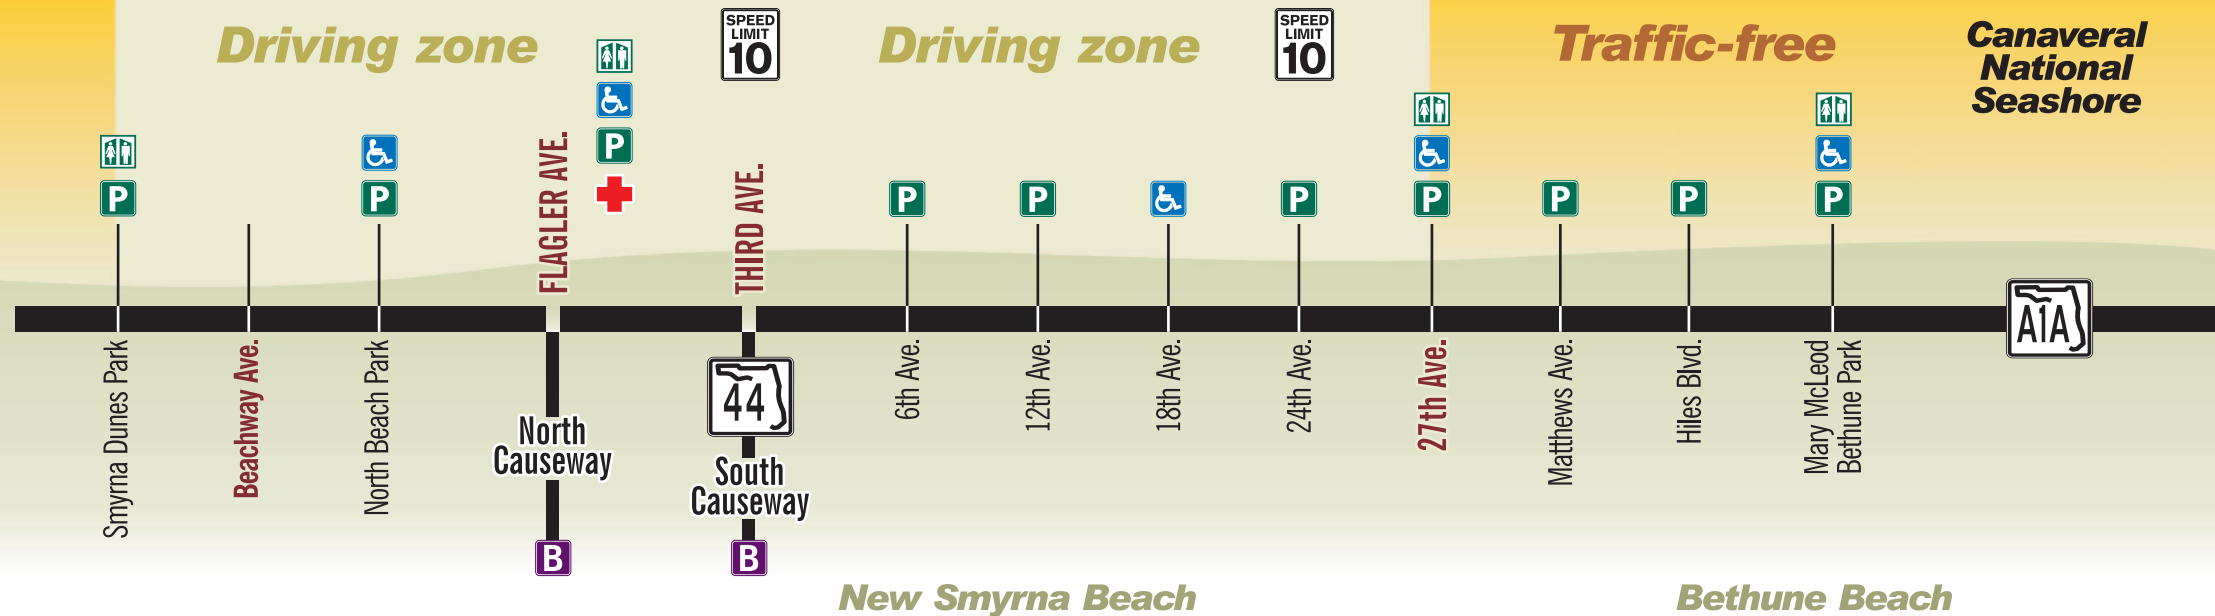 Driving zone
SPEED
LIMIT
10
Driving zone
SPEED
LIMIT
10
Traffic-free
Canaveral
National
Seashore
P
P
FLAGLER AVE.
P
THIRD AVE.
P
P
P
P
P
P
P
Smyrna Dunes Park
Beachway Ave.
North Beach Park
North
Causeway
B
44
South
Causeway
B
6th Ave.
12th Ave.
18th Ave.
24th Ave.
27th Ave.
Matthews Ave.
Hiles Blvd.
Mary McLeod
Bethune Park
A1A
New Smyrna Beach
Bethune Beach